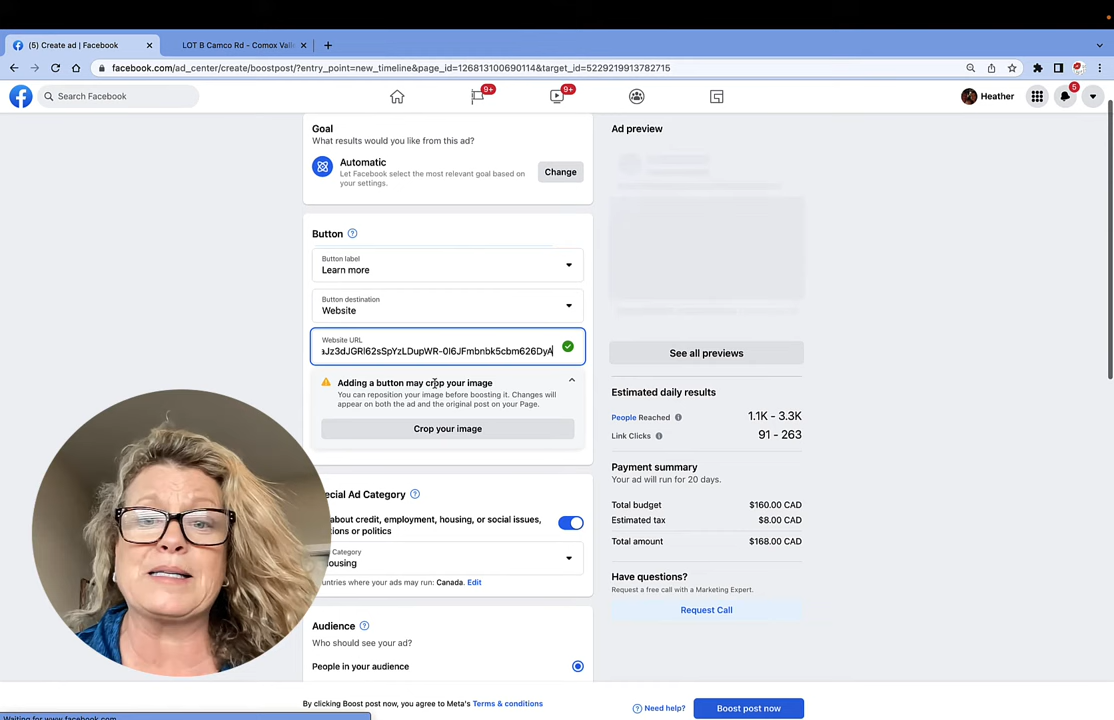 (5) Create ad | Facebook
LOT B Camco Rd - Comox Vall
facebook.com/ad_center/create/boostpost/?entry_point=new_timeline&page_id=126813100690114&target_id=5229219913782715
Search Facebook
9+
9+
Heather
5
Goal
What results would you like from this ad?
Automatic
Let Facebook select the most relevant goal based on
your settings.
Change
Button
Button label
Learn more
Button destination
Website
Website URL
aJz3dJGRl62sSpYzLDupWR-0I6JFmbnbk5cbm626DyA
Adding a button may crop your image
You can reposition your image before boosting it. Changes will
appear on both the ad and the original post on your Page.
Crop your image
ecial Ad Category
about credit, employment, housing, or social issues,
tions or politics
Category
ousing
untries where your ads may run: Canada. Edit
Audience
Who should see your ad?
People in your audience
Ad preview
See all previews
Estimated daily results
People Reached
1.1K - 3.3K
Link Clicks
91 - 263
Payment summary
Your ad will run for 20 days.
Total budget
$160.00 CAD
Estimated tax
$8.00 CAD
Total amount
$168.00 CAD
Have questions?
Request a free call with a Marketing Expert.
Request Call
By clicking Boost post now, you agree to Meta's Terms & conditions
Need help?
Boost post now
Waiting for www.facebook.com